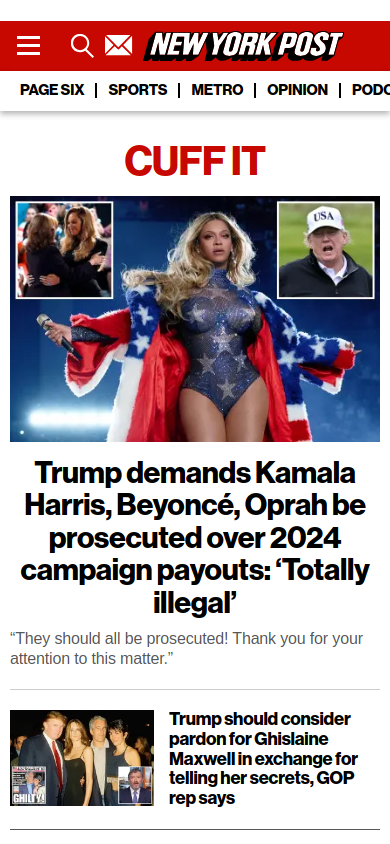 NEW YORK POST
PAGE SIX
SPORTS
METRO
OPINION
PODC
CUFF IT
USA
Trump demands Kamala
Harris, Beyoncé, Oprah be
prosecuted over 2024
campaign payouts: ‘Totally
illegal’
“They should all be prosecuted! Thank you for your
attention to this matter.”
Trump should consider
pardon for Ghislaine
Maxwell in exchange for
telling her secrets, GOP
rep says
GUILTY!